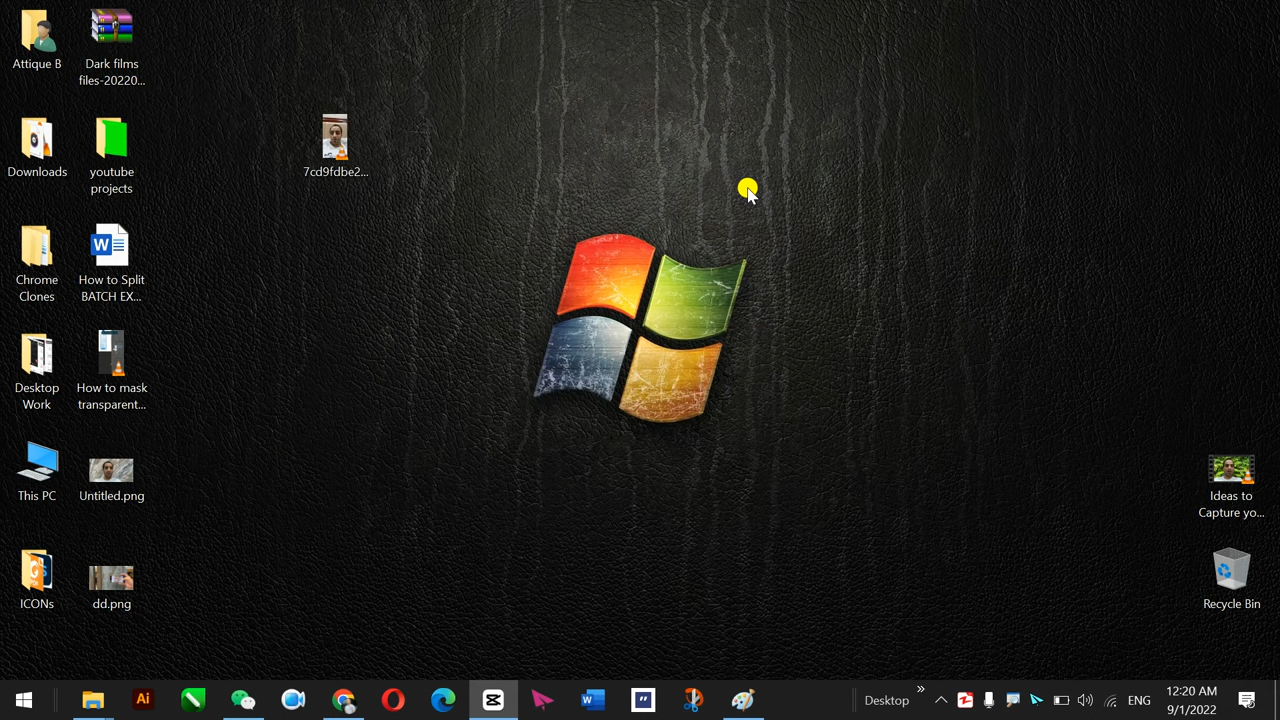 Attique B
Dark films
files-20220...
Downloads
youtube
projects
7cd9fdbe2...
Chrome
Clones
W
How to Split
BATCH EX...
Desktop
Work
How to mask
transparent...
This PC
Untitled.png
Ideas to
Capture yo...
ICONs
dd.png
Recycle Bin
Ai
W
Desktop
ENG
12:20 AM
9/1/2022